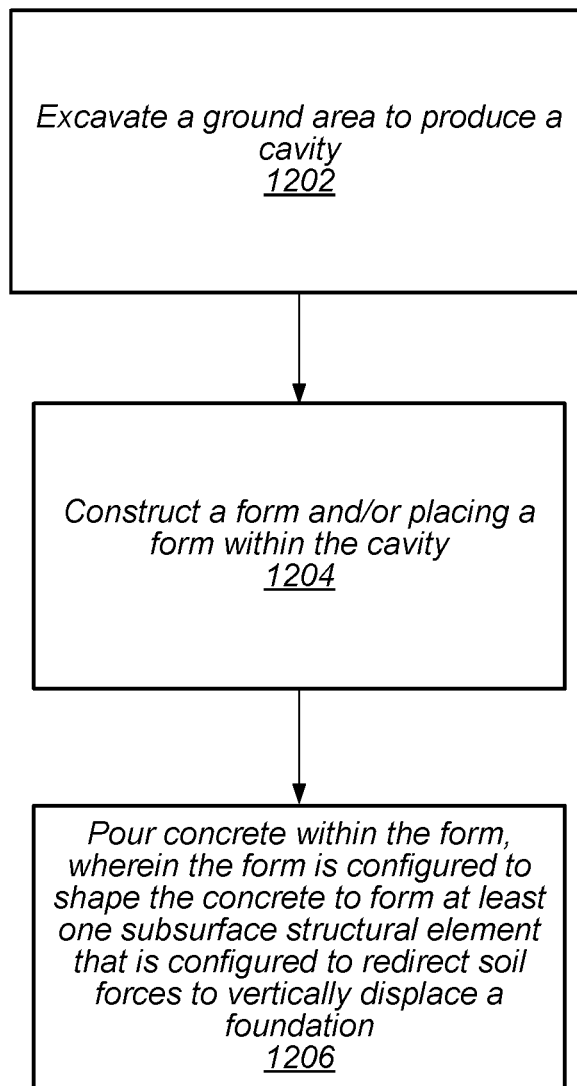 Excavate a ground area to produce a
cavity
1202
Construct a form and/or placing a
form within the cavity
1204
Pour concrete within the form,
wherein the form is configured to
shape the concrete to form at least
one subsurface structural element
that is configured to redirect soil
forces to vertically displace a
foundation
1206